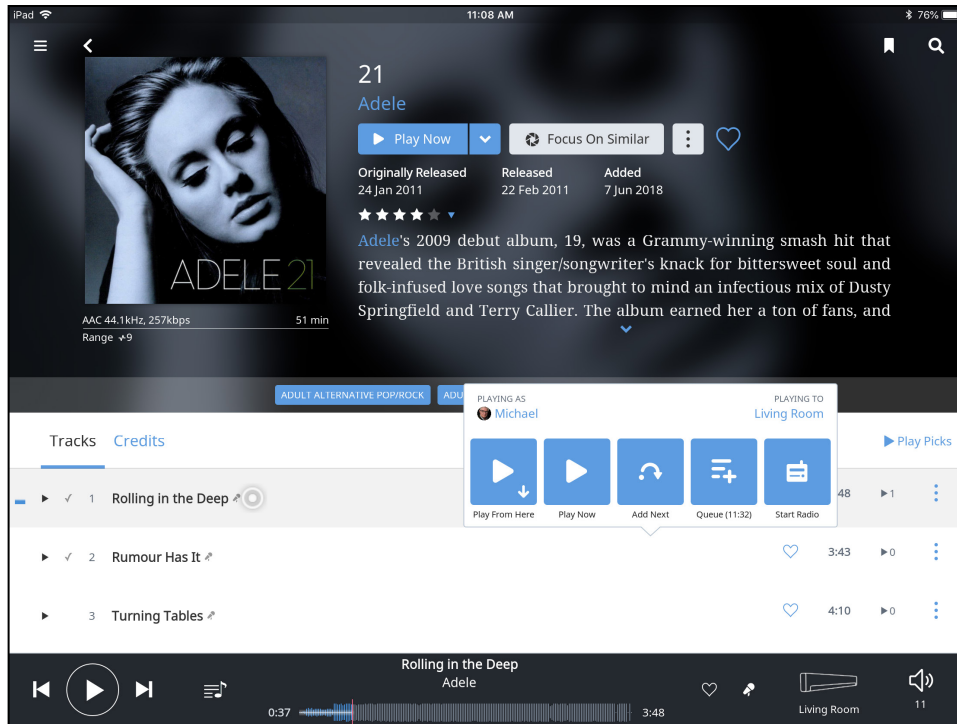 iPad
11:08 AM
76%
21
Adele
Play Now
Focus On Similar
Originally Released
Released
Added
24 Jan 2011
22 Feb 2011
7 Jun 2018
Adele's 2009 debut album, 19, was a Grammy-winning smash hit that
revealed the British singer/songwriter's knack for bittersweet soul and
folk-infused love songs that brought to mind an infectious mix of Dusty
Springfield and Terry Callier. The album earned her a ton of fans, and
ADELE 21
AAC 44.1kHz, 257kbps
51 min
Range
9
ADULT ALTERNATIVE POP/ROCK
ADU
PLAYING AS
PLAYING TO
Michael
Living Room
Play From Here
Play Now
Add Next
Queue (11:32)
Start Radio
Tracks
Credits
Play Picks
1
Rolling in the Deep
48
1
2
Rumour Has It
3:43
0
3
Turning Tables
4:10
0
Rolling in the Deep
Adele
0:37
3:48
Living Room
11